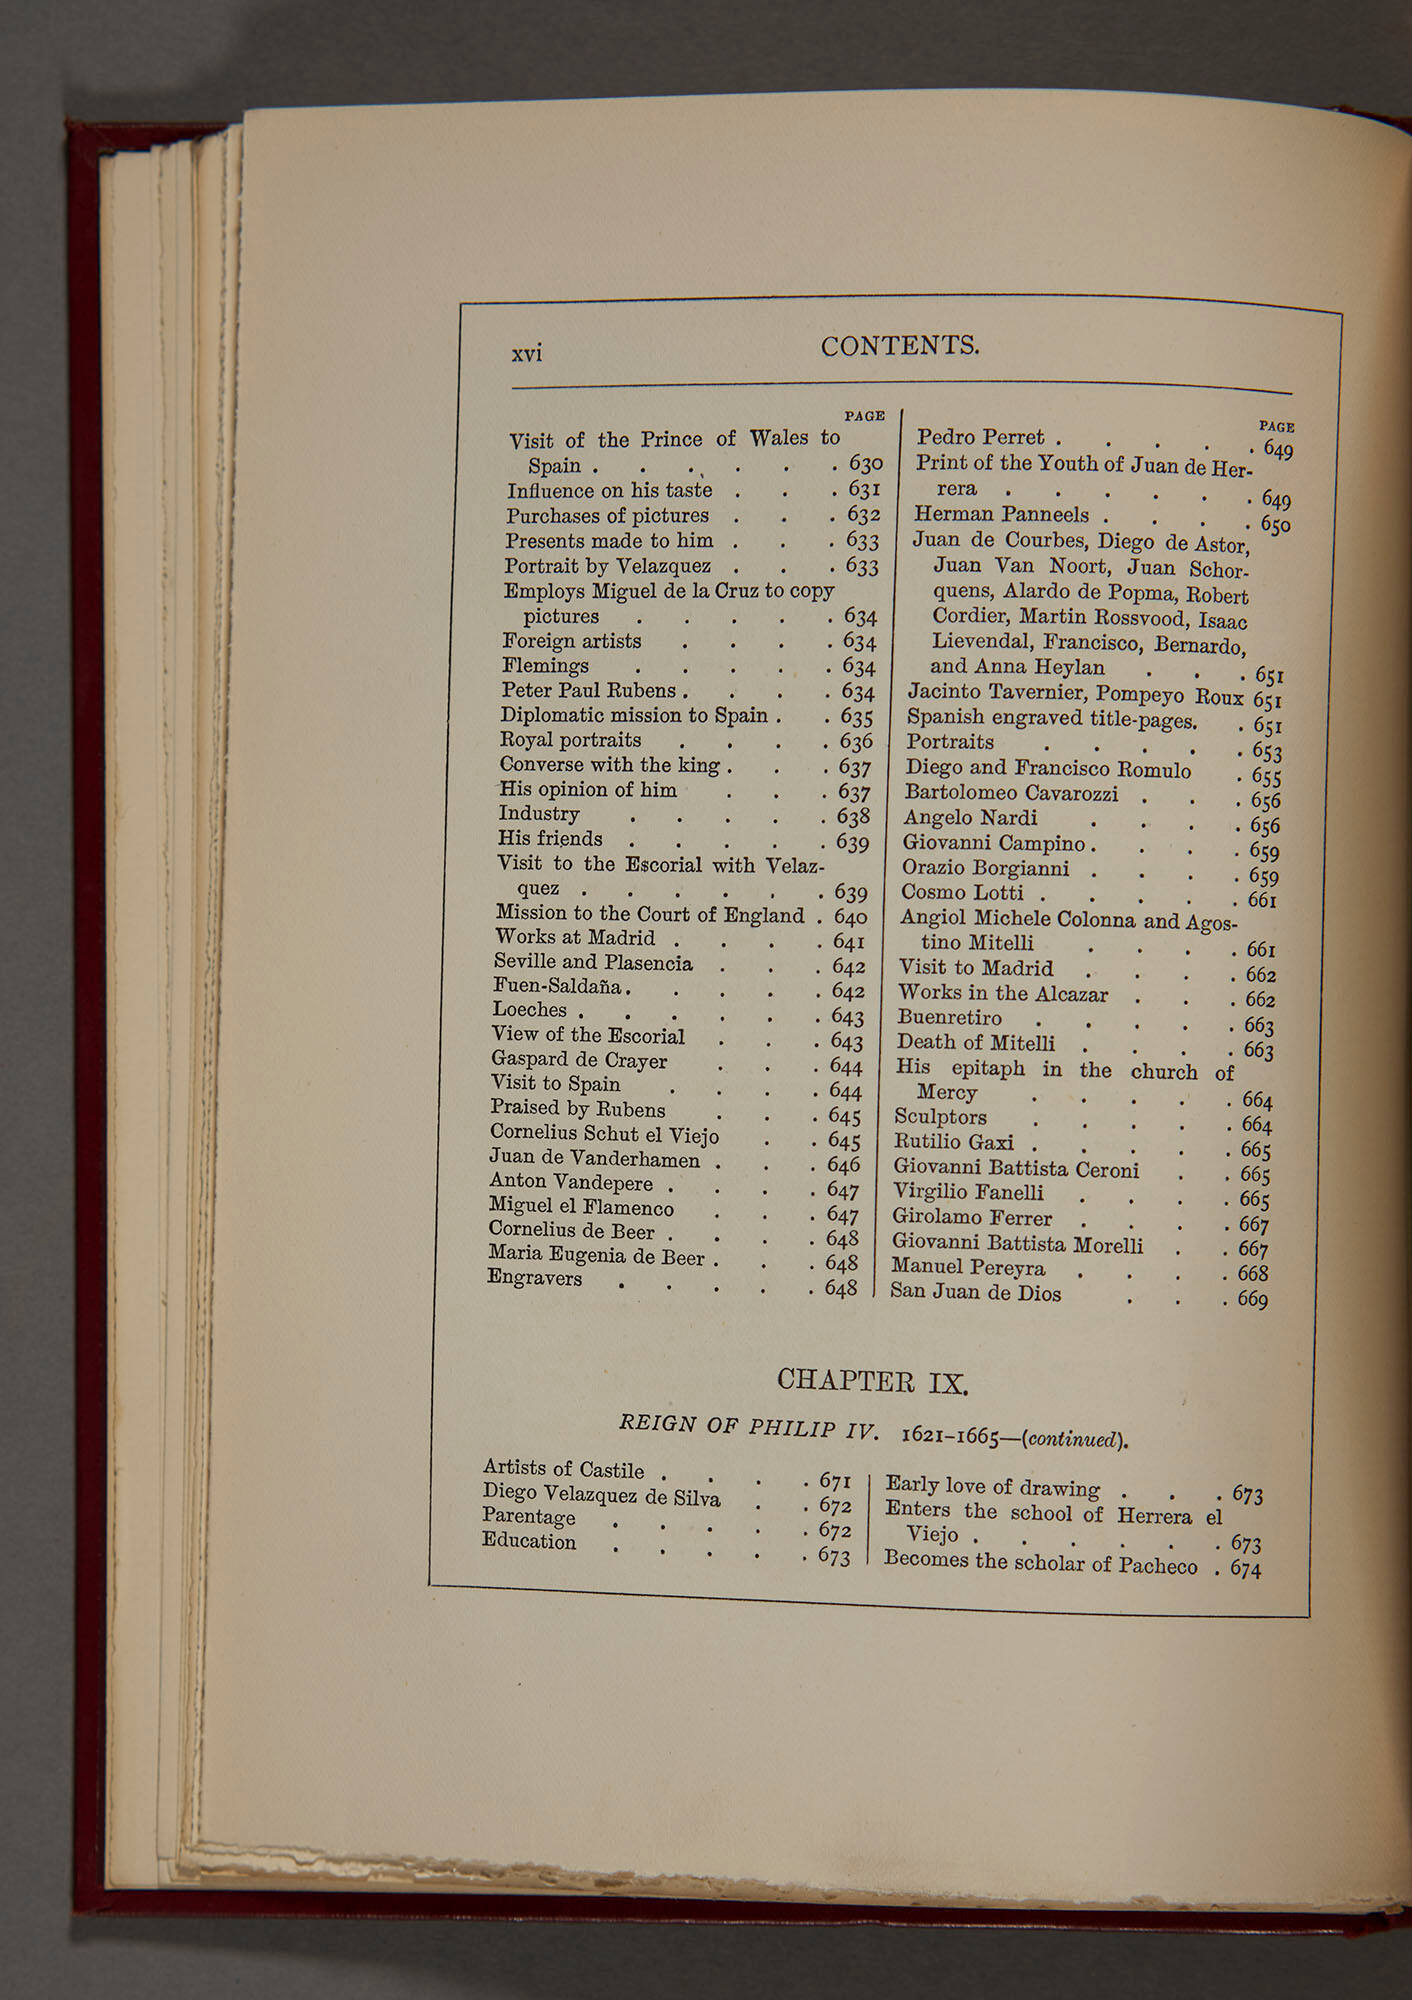 xvi
CONTENTS.
PAGE
Visit of the Prince of Wales to
Spain . . . . . . 630
Influence on his taste . . . 631
Purchases of pictures . . . 632
Presents made to him . . . 633
Portrait by Velazquez . . . 633
Employs Miguel de la Cruz to copy
pictures . . . . . 634
Foreign artists . . . . 634
Flemings . . . . . 634
Peter Paul Rubens . . . . 634
Diplomatic mission to Spain . . 635
Royal portraits . . . . 636
Converse with the king . . . 637
His opinion of him . . . 637
Industry . . . . . 638
His friends . . . . . 639
Visit to the Escorial with Velaz-
quez . . . . . . 639
Mission to the Court of England . 640
Works at Madrid . . . . 641
Seville and Plasencia . . . 642
Fuen-Saldaña . . . . . 642
Loeches . . . . . . 643
View of the Escorial . . . 643
Gaspard de Crayer . . . 644
Visit to Spain . . . . 644
Praised by Rubens . . . 645
Cornelius Schut el Viejo . . 645
Juan de Vanderhamen . . . 646
Anton Vandepere . . . . 647
Miguel el Flamenco . . . 647
Cornelius de Beer . . . . 648
Maria Eugenia de Beer . . . 648
Engravers . . . . . 648
PAGE
Pedro Perret . . . . . 649
Print of the Youth of Juan de Her-
rera . . . . . . 649
Herman Panneels . . . . 650
Juan de Courbes, Diego de Astor,
Juan Van Noort, Juan Schor-
quens, Alardo de Popma, Robert
Cordier, Martin Rossvood, Isaac
Lievendal, Francisco, Bernardo,
and Anna Heylan . . . 651
Jacinto Tavernier, Pompeyo Roux 651
Spanish engraved title-pages. . 651
Portraits . . . . . 653
Diego and Francisco Romulo . 655
Bartolomeo Cavarozzi . . . 656
Angelo Nardi . . . . 656
Giovanni Campino . . . . 659
Orazio Borgianni . . . . 659
Cosmo Lotti . . . . . 661
Angiol Michele Colonna and Agos-
tino Mitelli . . . . 661
Visit to Madrid . . . . 662
Works in the Alcazar . . . 662
Buenretiro . . . . . 663
Death of Mitelli . . . . 663
His epitaph in the church of
Mercy . . . . . 664
Sculptors . . . . . 664
Rutilio Gaxi . . . . . 665
Giovanni Battista Ceroni . . 665
Virgilio Fanelli . . . . 665
Girolamo Ferrer . . . . 667
Giovanni Battista Morelli . . 667
Manuel Pereyra . . . . 668
San Juan de Dios . . . 669
CHAPTER IX.
REIGN OF PHILIP IV. 1621–1665—(continued).
Artists of Castile . . . . 671
Diego Velazquez de Silva . . 672
Parentage . . . . . 672
Education . . . . . 673
Early love of drawing . . . 673
Enters the school of Herrera el
Viejo . . . . . . 673
Becomes the scholar of Pacheco . 674